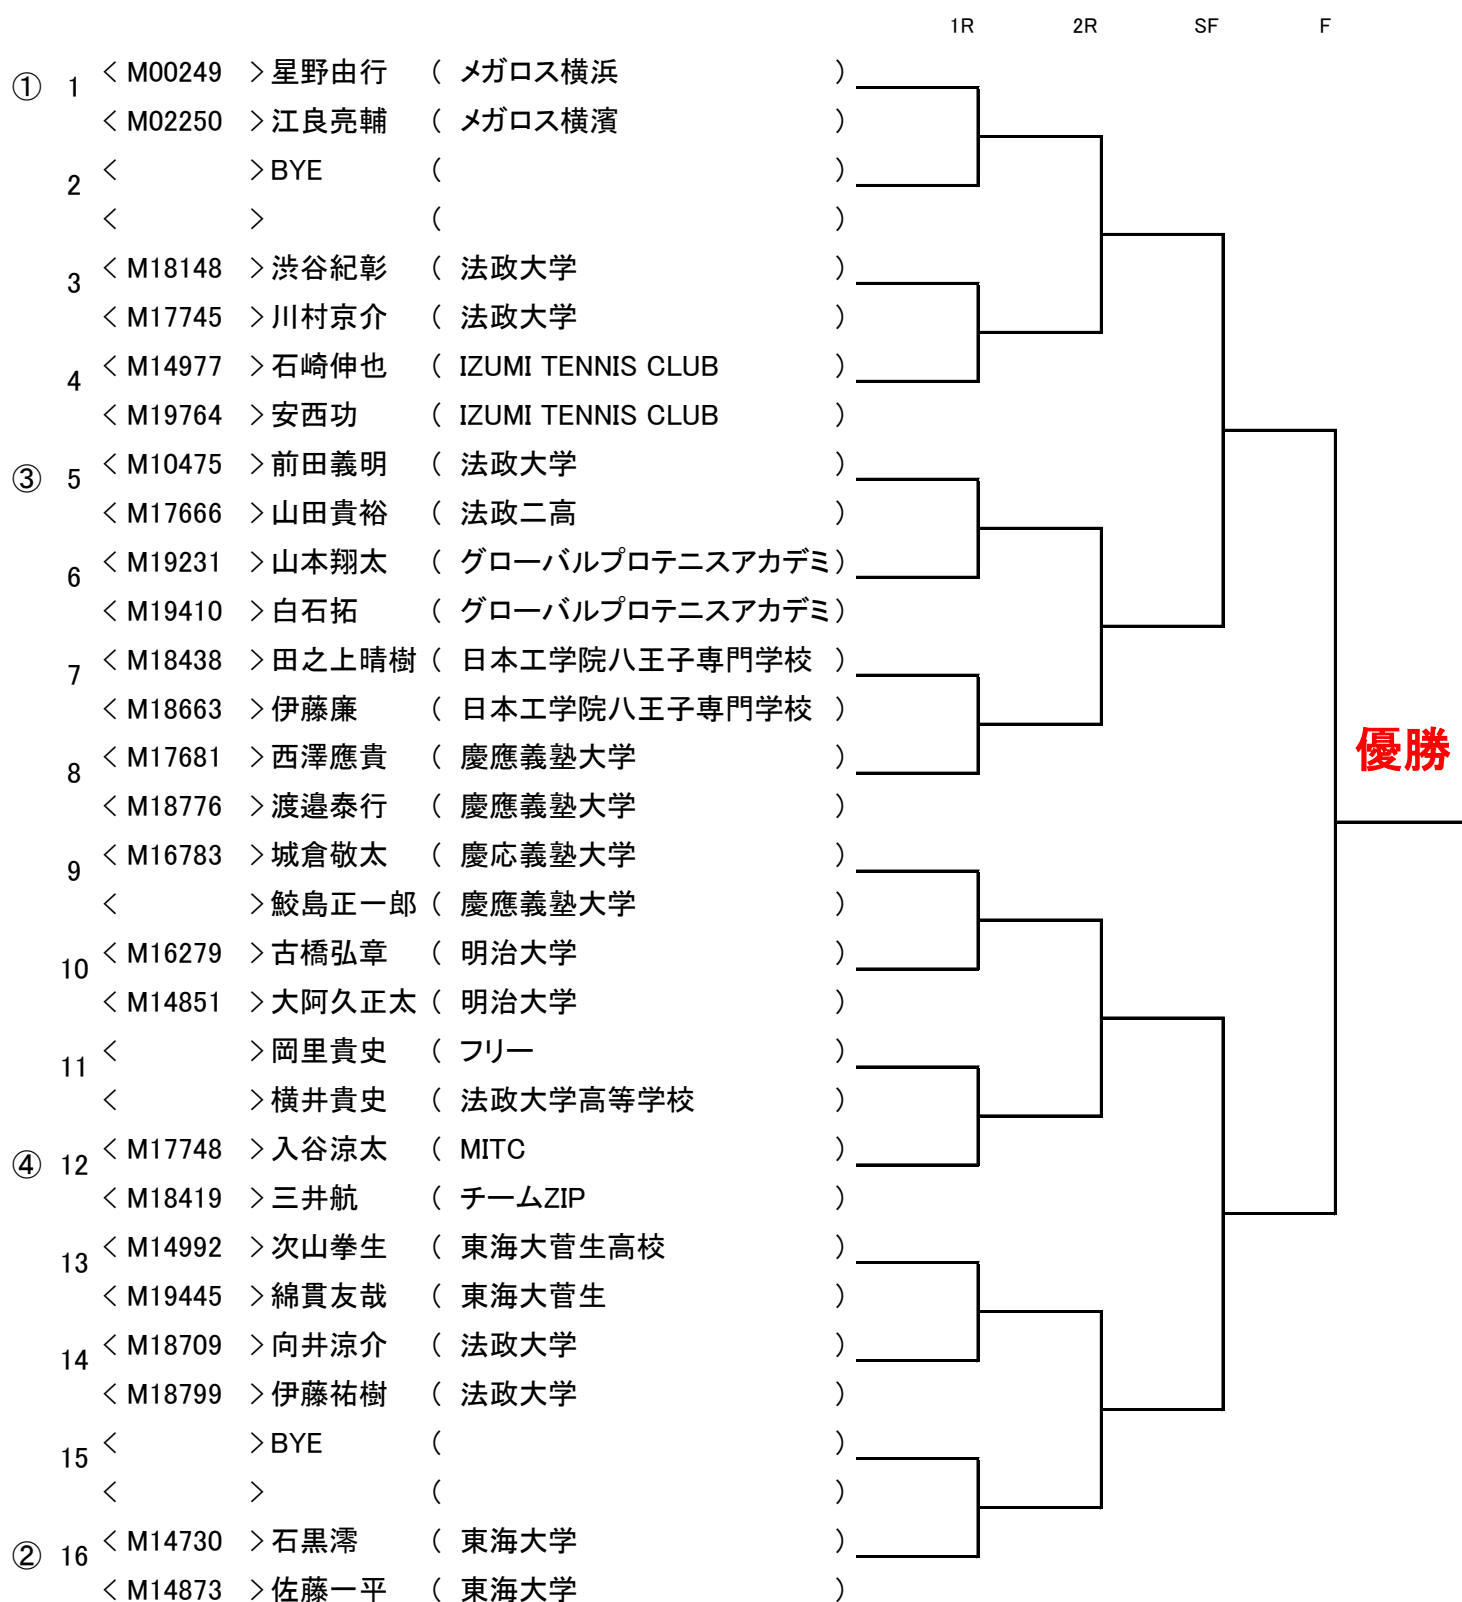 1R 2R SF F
① 1 < M00249 > 星野由行 ( メガロス横浜 )
< M02250 > 江良亮輔 ( メガロス横濱 )
2 < > BYE ( )
< > ( )
3 < M18148 > 渋谷紀彰 ( 法政大学 )
< M17745 > 川村京介 ( 法政大学 )
4 < M14977 > 石崎伸也 ( IZUMI TENNIS CLUB )
< M19764 > 安西功 ( IZUMI TENNIS CLUB )
③ 5 < M10475 > 前田義明 ( 法政大学 )
< M17666 > 山田貴裕 ( 法政二高 )
6 < M19231 > 山本翔太 ( グローバルプロテニスアカデミ )
< M19410 > 白石拓 ( グローバルプロテニスアカデミ )
7 < M18438 > 田之上晴樹 ( 日本工学院八王子専門学校 )
< M18663 > 伊藤廉 ( 日本工学院八王子専門学校 )
8 < M17681 > 西澤應貴 ( 慶應義塾大学 )
優勝
< M18776 > 渡邉泰行 ( 慶應義塾大学 )
9 < M16783 > 城倉敬太 ( 慶応義塾大学 )
< > 鮫島正一郎 ( 慶應義塾大学 )
10 < M16279 > 古橋弘章 ( 明治大学 )
< M14851 > 大阿久正太 ( 明治大学 )
11 < > 岡里貴史 ( フリー )
< > 横井貴史 ( 法政大学高等学校 )
④ 12 < M17748 > 入谷涼太 ( MITC )
< M18419 > 三井航 ( チームZIP )
13 < M14992 > 次山拳生 ( 東海大菅生高校 )
< M19445 > 綿貫友哉 ( 東海大菅生 )
14 < M18709 > 向井涼介 ( 法政大学 )
< M18799 > 伊藤祐樹 ( 法政大学 )
15 < > BYE ( )
< > ( )
② 16 < M14730 > 石黒澪 ( 東海大学 )
< M14873 > 佐藤一平 ( 東海大学 )